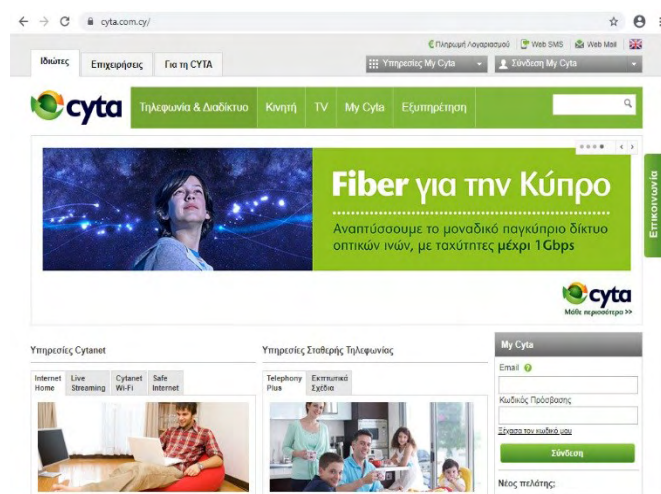 cyta.com.cy/
Πληρωμή Λογαριασμού Web SMS Web Mail
Ιδιώτες Επιχειρήσεις Για τη CYTA
Υπηρεσίες My Cyta Σύνδεση My Cyta
cyta Τηλεφωνία & Διαδίκτυο Κινητή TV My Cyta Εξυπηρέτηση
Fiber για την Κύπρο
Αναπτύσσουμε το μοναδικό παγκύπριο δίκτυο
οπτικών ινών, με ταχύτητες μέχρι 1Gbps
Επικοινωνία
cyta
Μάθε περισσότερα >>
Υπηρεσίες Cytanet Υπηρεσίες Σταθερής Τηλεφωνίας My Cyta
Internet Home Live Streaming Cytanet Wi-Fi Safe Internet
Telephony Plus Εκπτωτικά Σχέδια
Email
Κωδικός Πρόσβασης
Ξέχασα τον κωδικό μου
Σύνδεση
Νέος πελάτης;